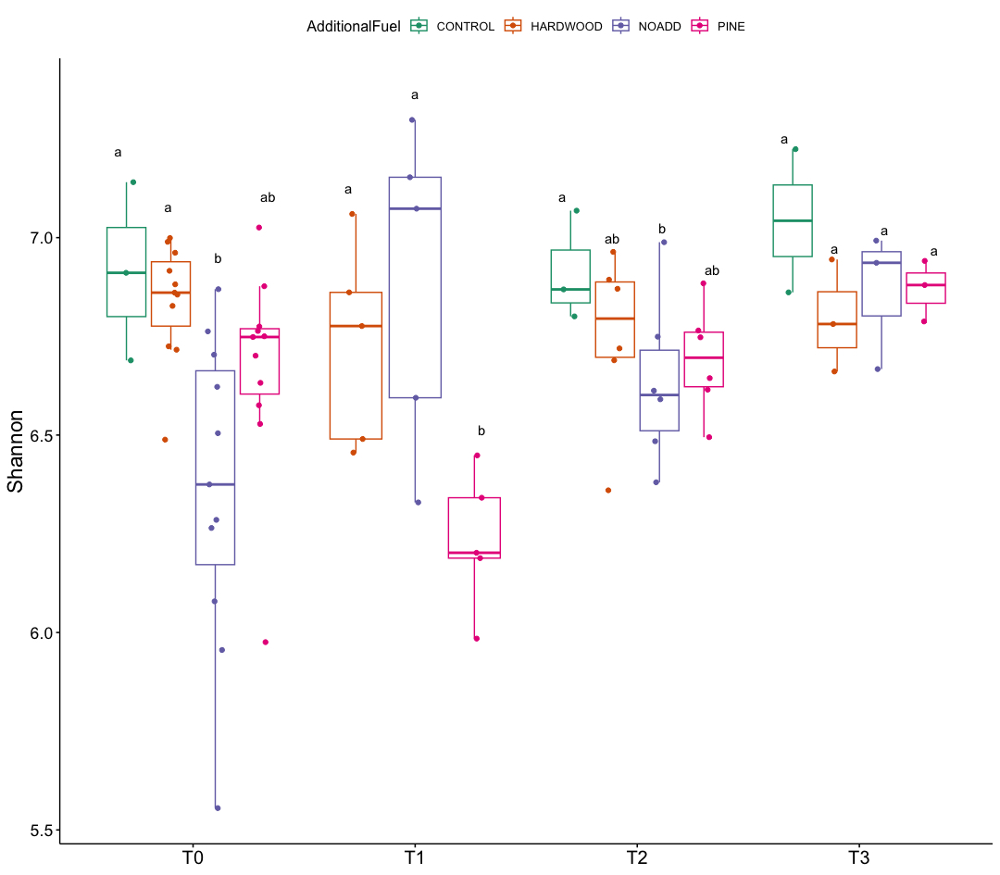 AdditionalFuel CONTROL HARDWOOD NOADD PINE
Shannon
7.0
6.5
6.0
5.5
a a b ab
a a b
a ab b ab
a a a a
T0 T1 T2 T3